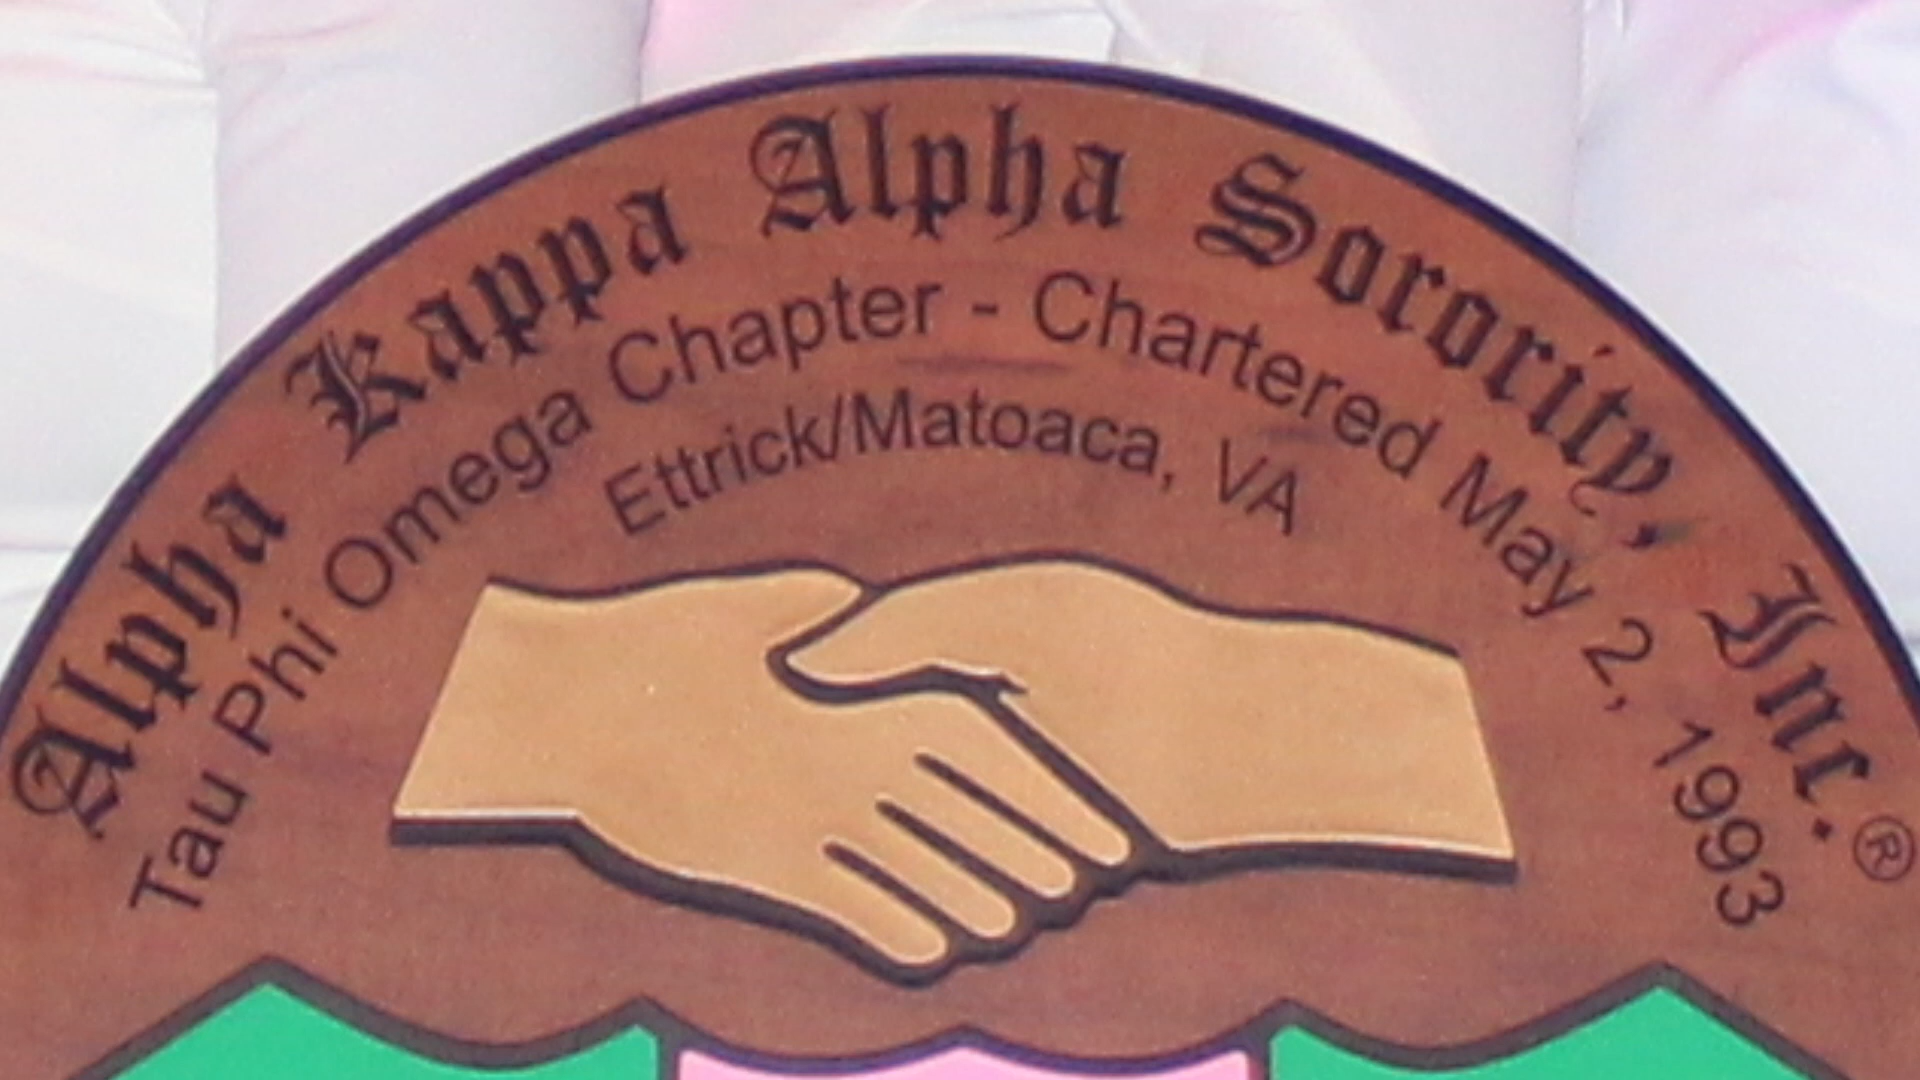 Alpha Kappa Alpha Sorority, Inc.®
Tau Phi Omega Chapter - Chartered May 2, 1993
Ettrick/Matoaca, VA